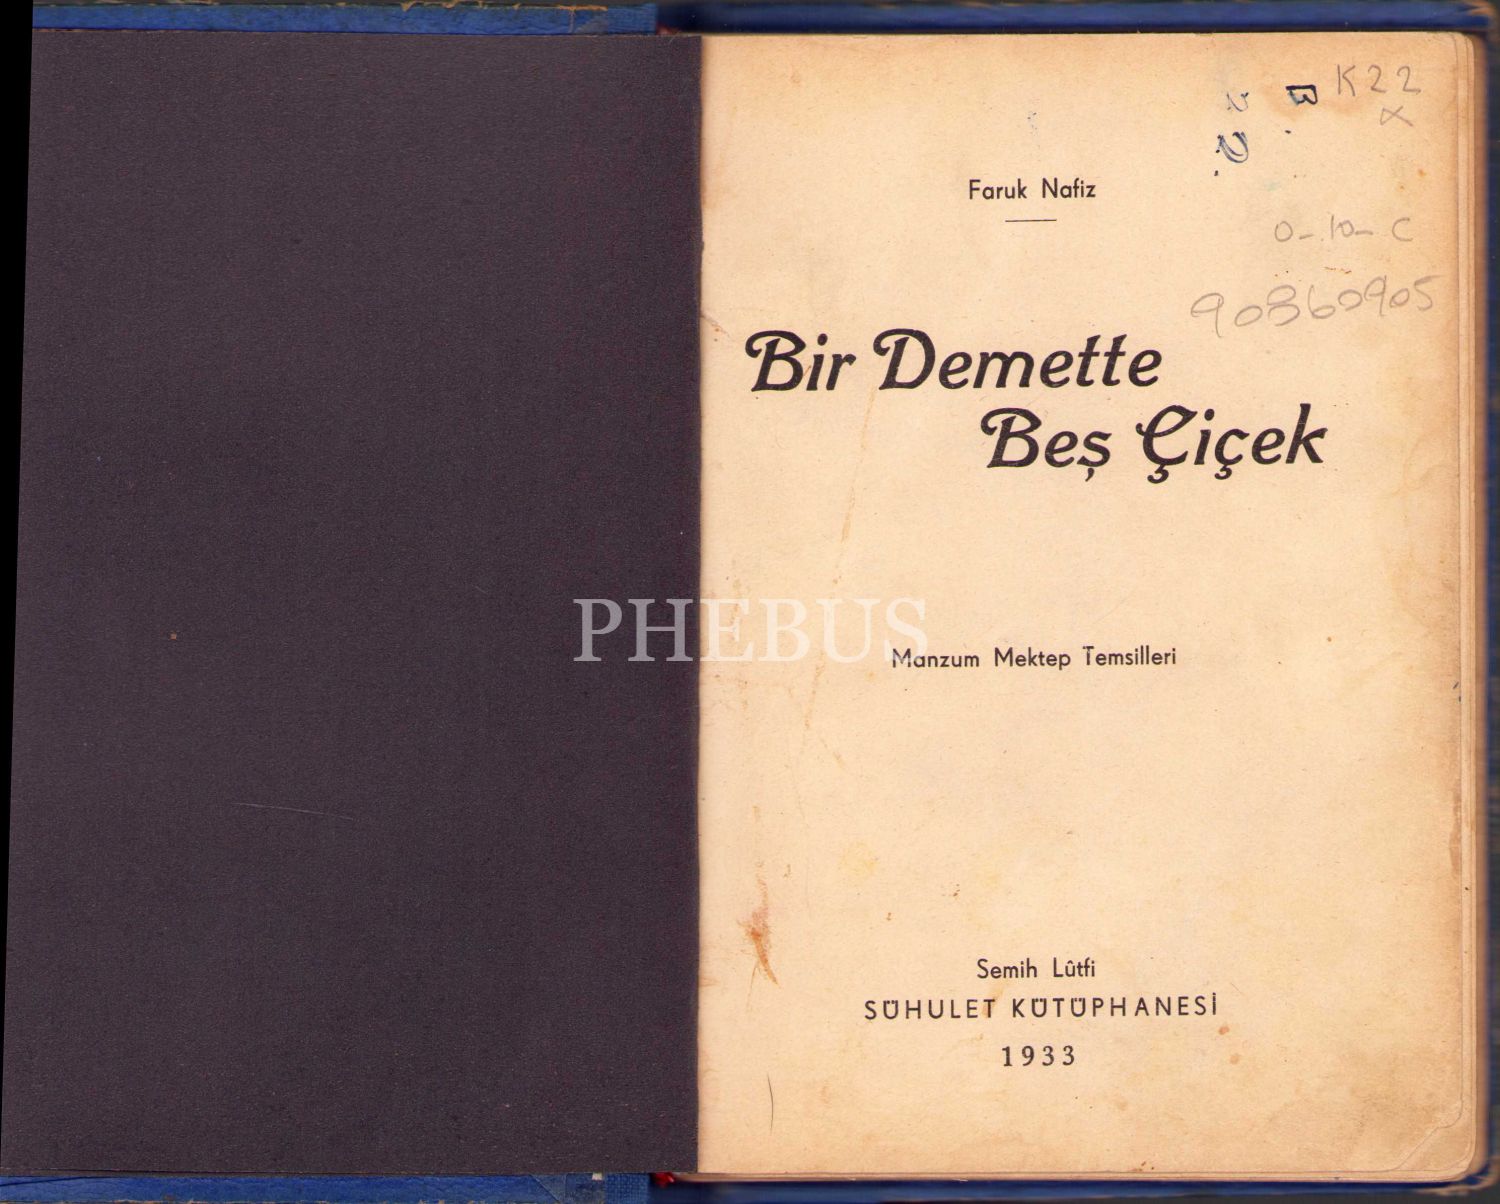 K22
x
B.
Faruk Nafiz
0-10-C
90860905
Bir Demette
Beş Çiçek
PHEBUS
Manzum Mektep Temsilleri
Semih Lûtfi
SÜHULET KÜTÜPHANESİ
1933